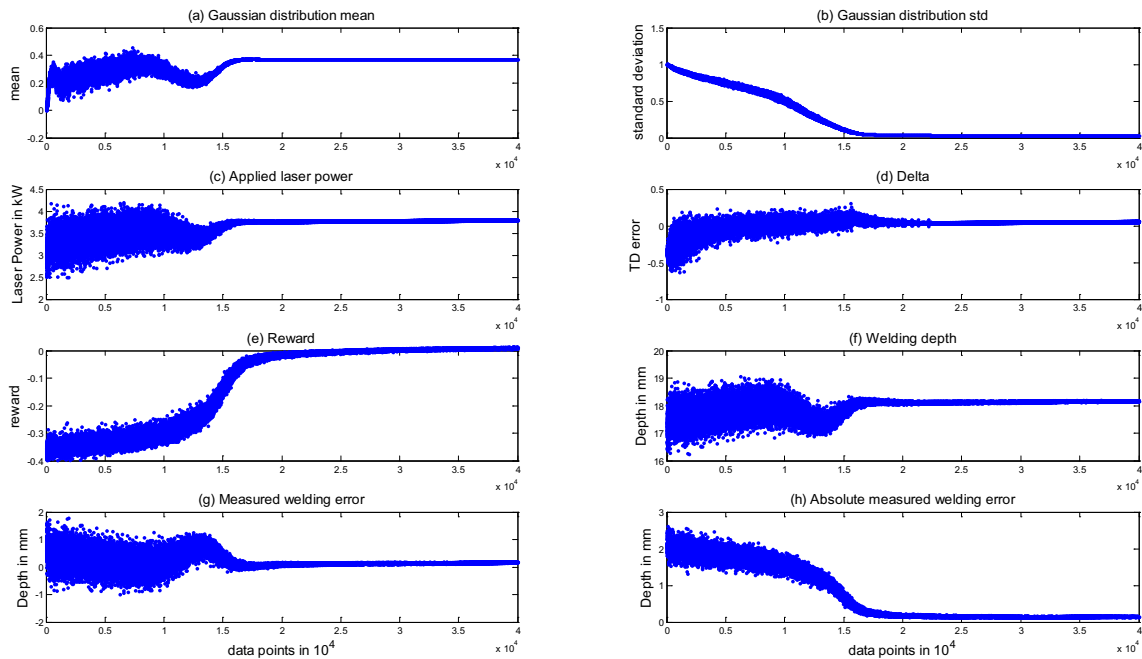 (a) Gaussian distribution mean
mean
0.6
0.4
0.2
0
-0.2
0 0.5 1 1.5 2 2.5 3 3.5 4
x 10^4
(b) Gaussian distribution std
standard deviation
1.5
1
0.5
0
0 0.5 1 1.5 2 2.5 3 3.5 4
x 10^4
(c) Applied laser power
Laser Power in kW
4.5
4
3.5
3
2.5
2
0 0.5 1 1.5 2 2.5 3 3.5 4
x 10^4
(d) Delta
TD error
0.5
0
-0.5
-1
0 0.5 1 1.5 2 2.5 3 3.5 4
x 10^4
(e) Reward
reward
0
-0.1
-0.2
-0.3
-0.4
0 0.5 1 1.5 2 2.5 3 3.5 4
x 10^4
(f) Welding depth
Depth in mm
20
19
18
17
16
0 0.5 1 1.5 2 2.5 3 3.5 4
x 10^4
(g) Measured welding error
Depth in mm
2
1
0
-1
-2
0 0.5 1 1.5 2 2.5 3 3.5 4
x 10^4
data points in 10^4
(h) Absolute measured welding error
Depth in mm
3
2
1
0
0 0.5 1 1.5 2 2.5 3 3.5 4
x 10^4
data points in 10^4